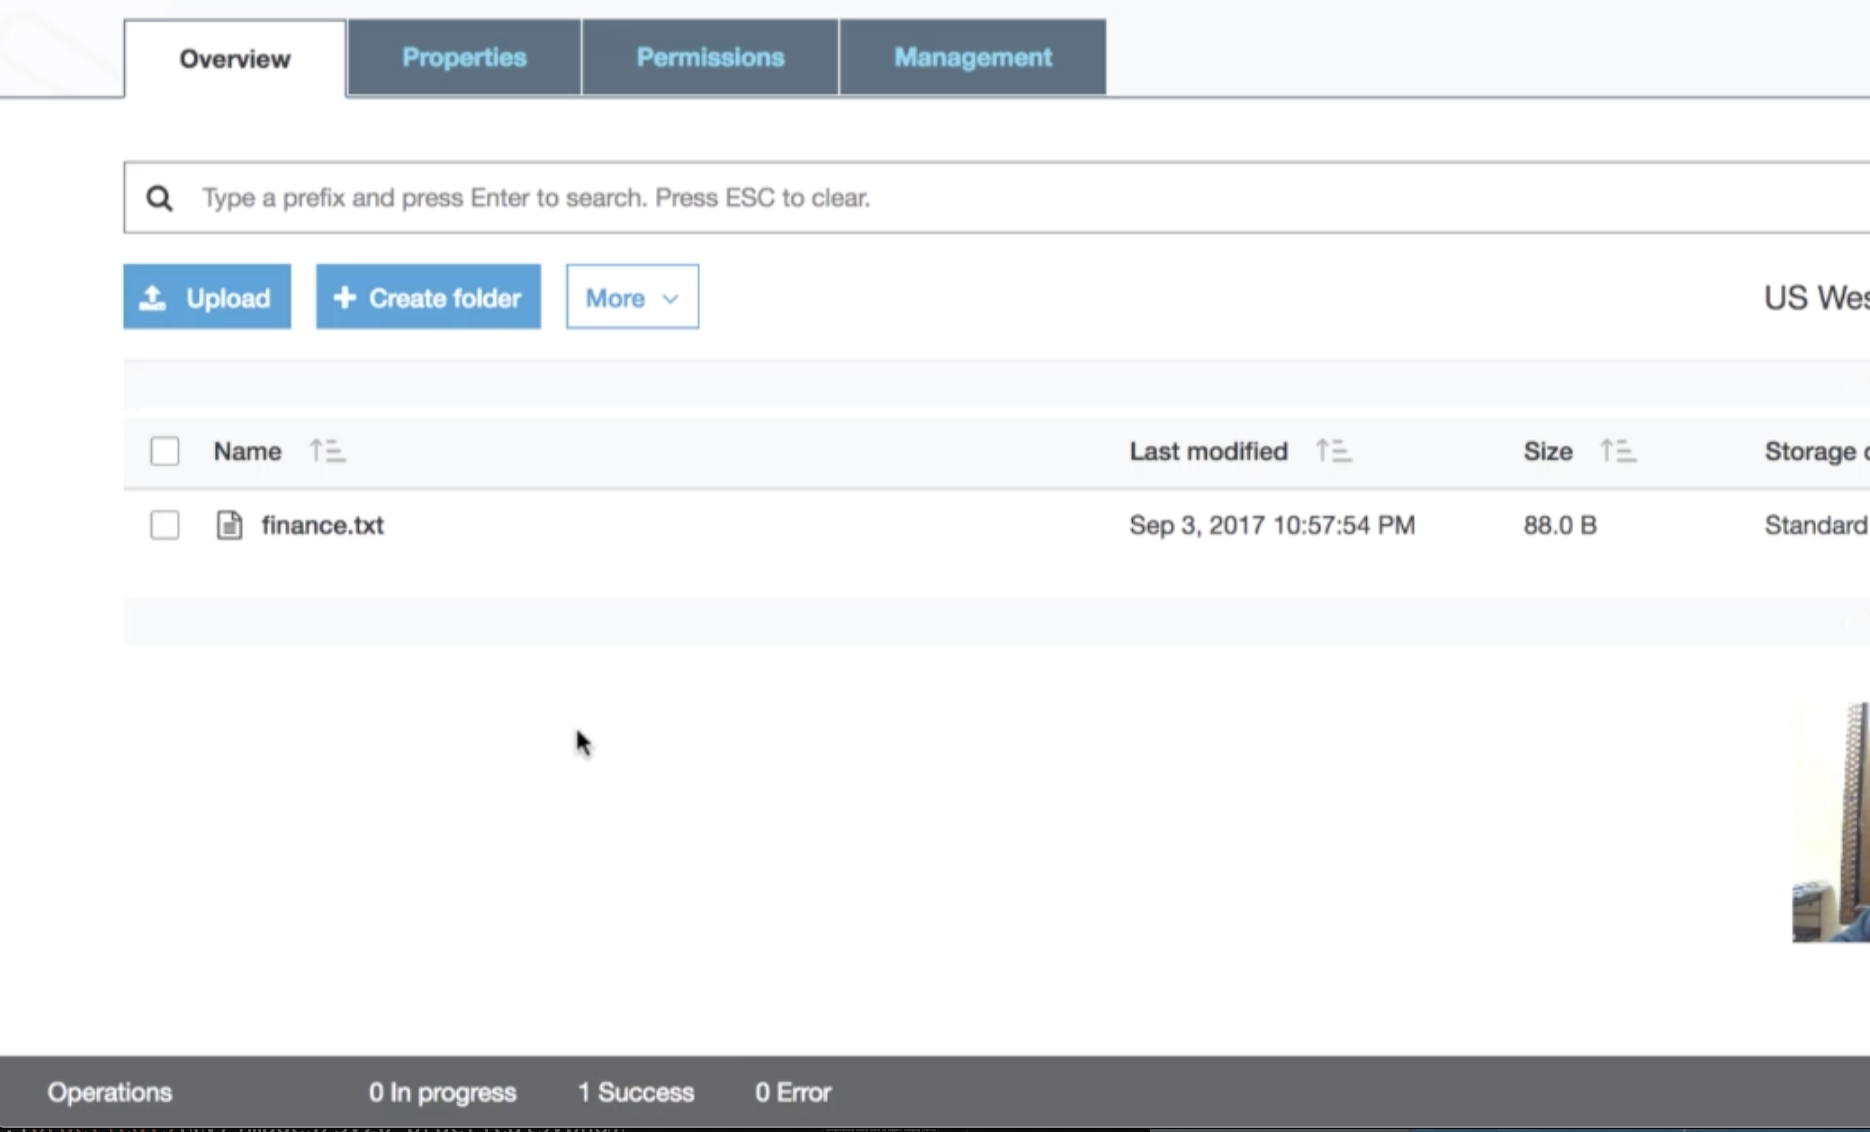 Overview Properties Permissions Management
Type a prefix and press Enter to search. Press ESC to clear.
Upload Create folder More US Wes
Name Last modified Size Storage c
finance.txt Sep 3, 2017 10:57:54 PM 88.0 B Standard
Operations 0 In progress 1 Success 0 Error